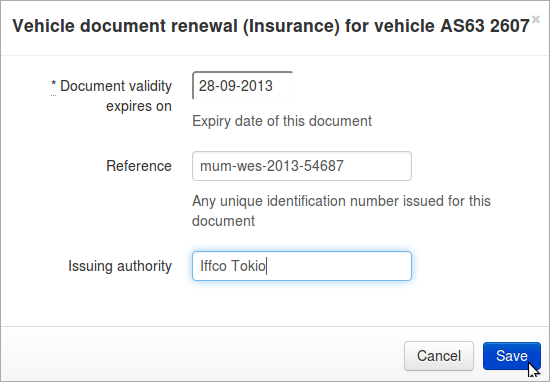 Vehicle document renewal (Insurance) for vehicle AS63 2607 ×
* Document validity expires on
28-09-2013
Expiry date of this document
Reference
mum-wes-2013-54687
Any unique identification number issued for this
document
Issuing authority
Iffco Tokio
Cancel
Save